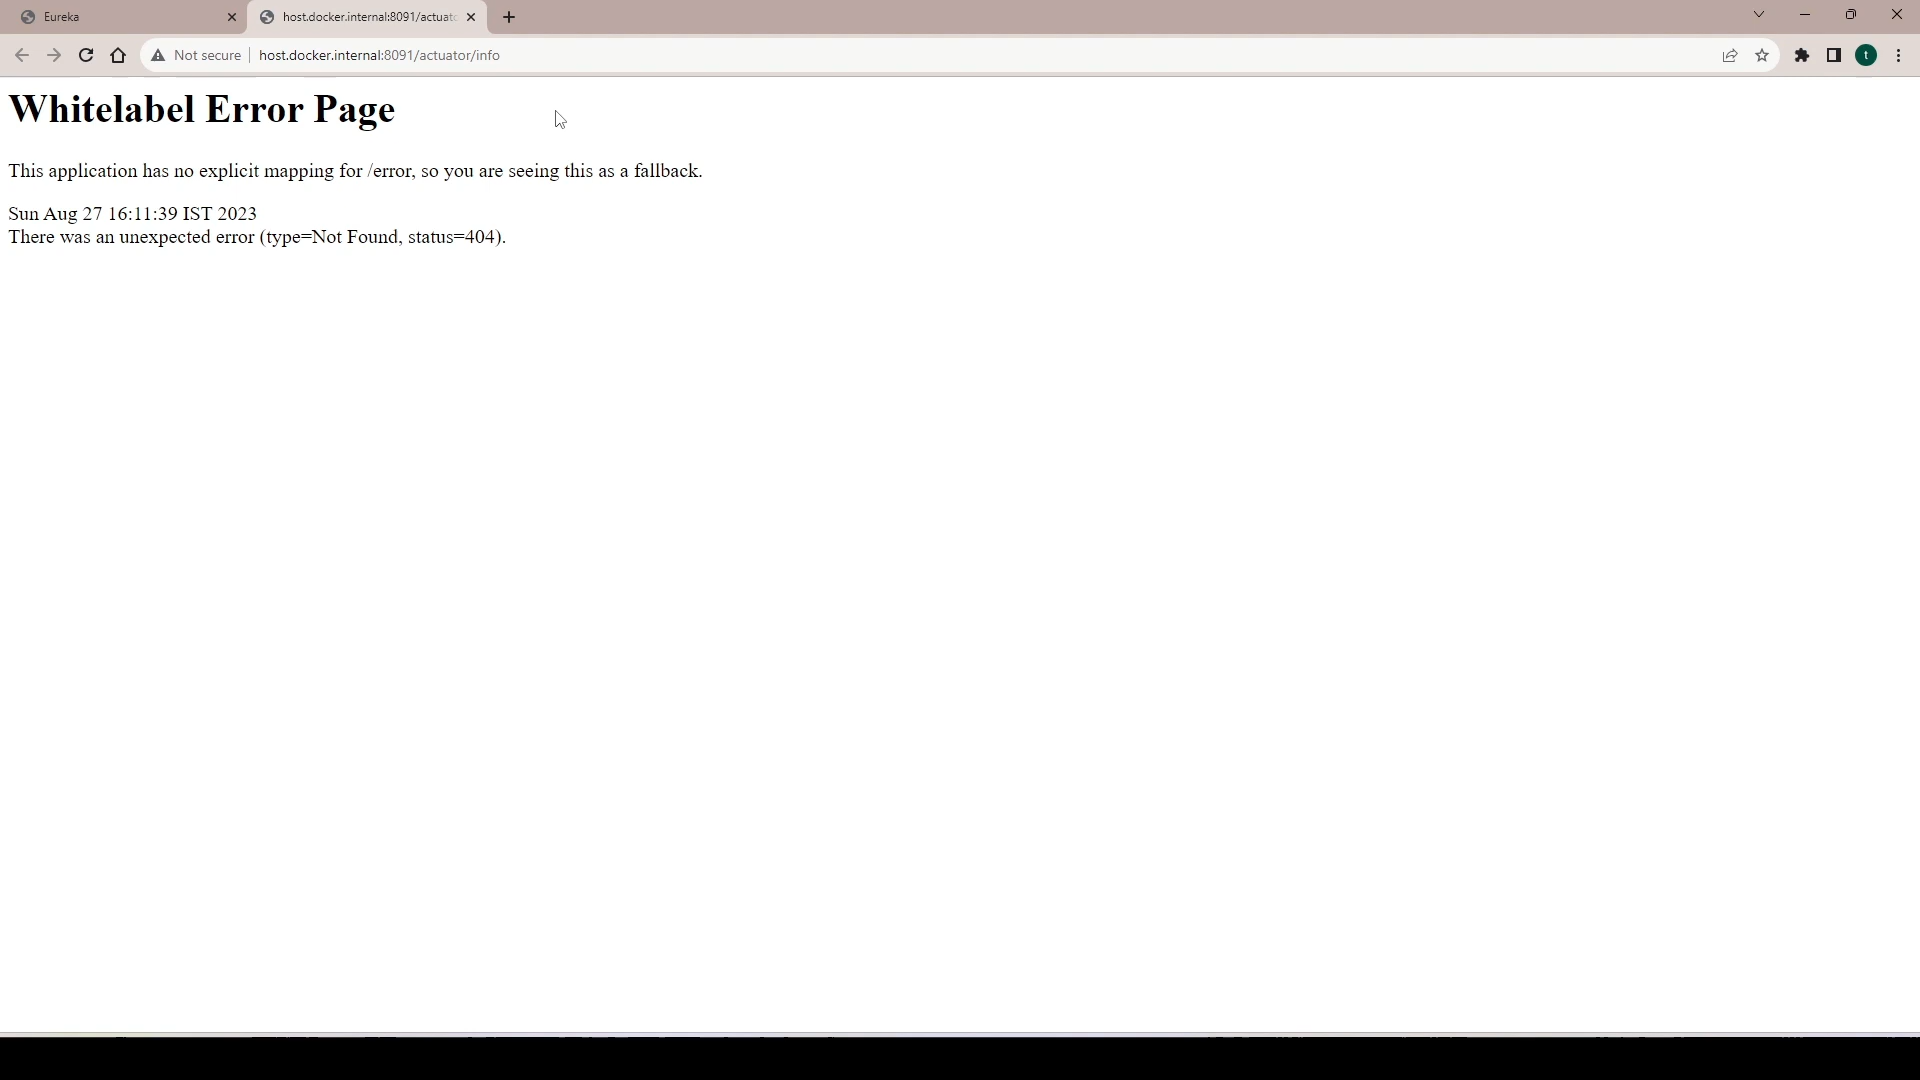 Eureka
host.docker.internal:8091/actuato
Not secure
host.docker.internal:8091/actuator/info
t
Whitelabel Error Page
This application has no explicit mapping for /error, so you are seeing this as a fallback.
Sun Aug 27 16:11:39 IST 2023
There was an unexpected error (type=Not Found, status=404).